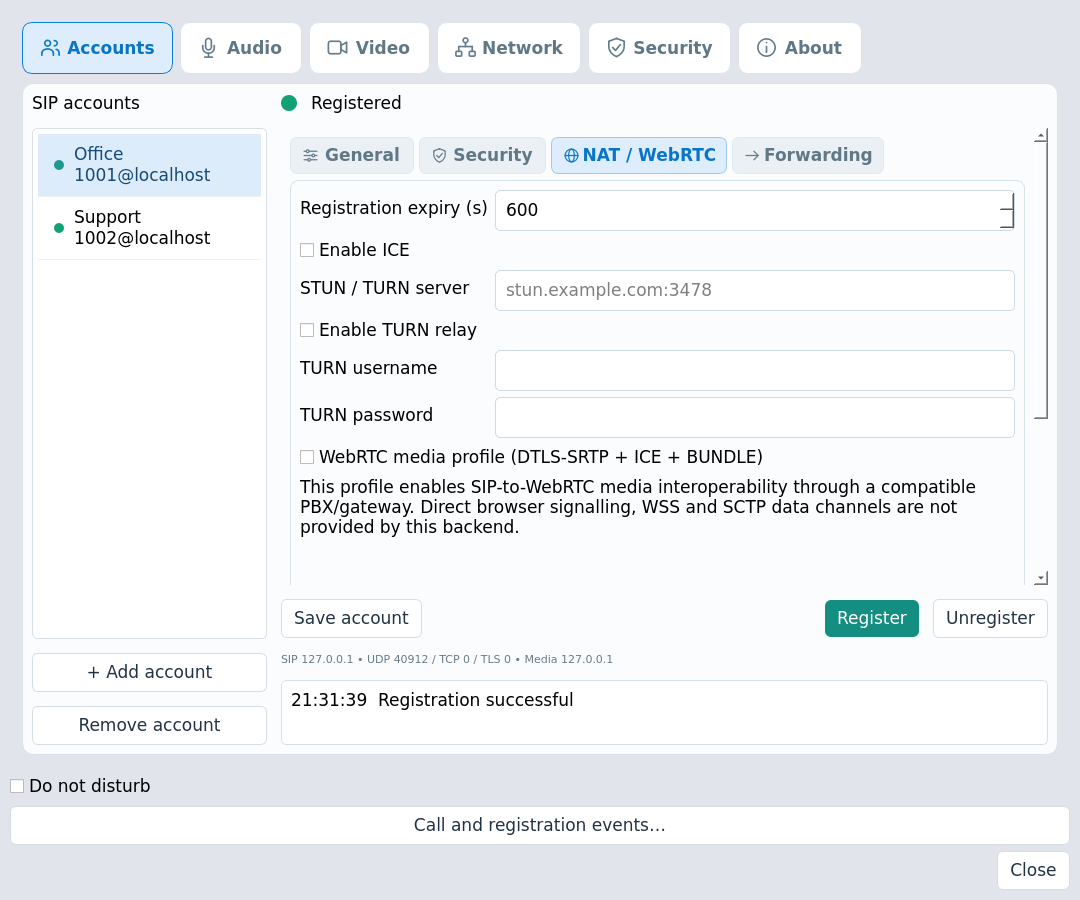 Accounts
Audio
Video
Network
Security
About
SIP accounts
Registered
Office
1001@localhost
Support
1002@localhost
General
Security
NAT / WebRTC
Forwarding
Registration expiry (s)
600
Enable ICE
STUN / TURN server
stun.example.com:3478
Enable TURN relay
TURN username
TURN password
WebRTC media profile (DTLS-SRTP + ICE + BUNDLE)
This profile enables SIP-to-WebRTC media interoperability through a compatible
PBX/gateway. Direct browser signalling, WSS and SCTP data channels are not
provided by this backend.
Save account
Register
Unregister
SIP 127.0.0.1 • UDP 40912 / TCP 0 / TLS 0 • Media 127.0.0.1
+ Add account
21:31:39  Registration successful
Remove account
Do not disturb
Call and registration events...
Close